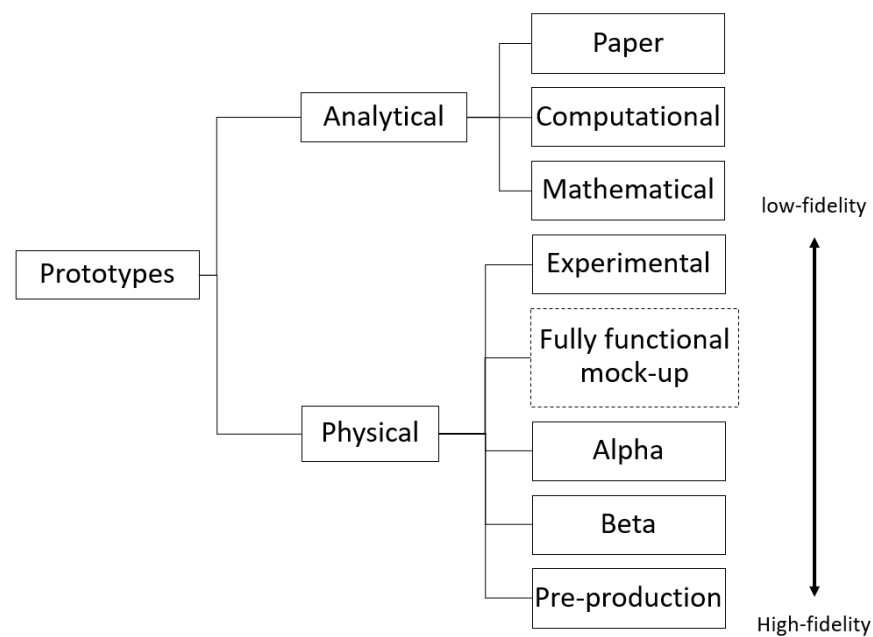 Paper
Analytical
Computational
Mathematical
low-fidelity
Prototypes
Experimental
Fully functional
mock-up
Physical
Alpha
Beta
Pre-production
High-fidelity